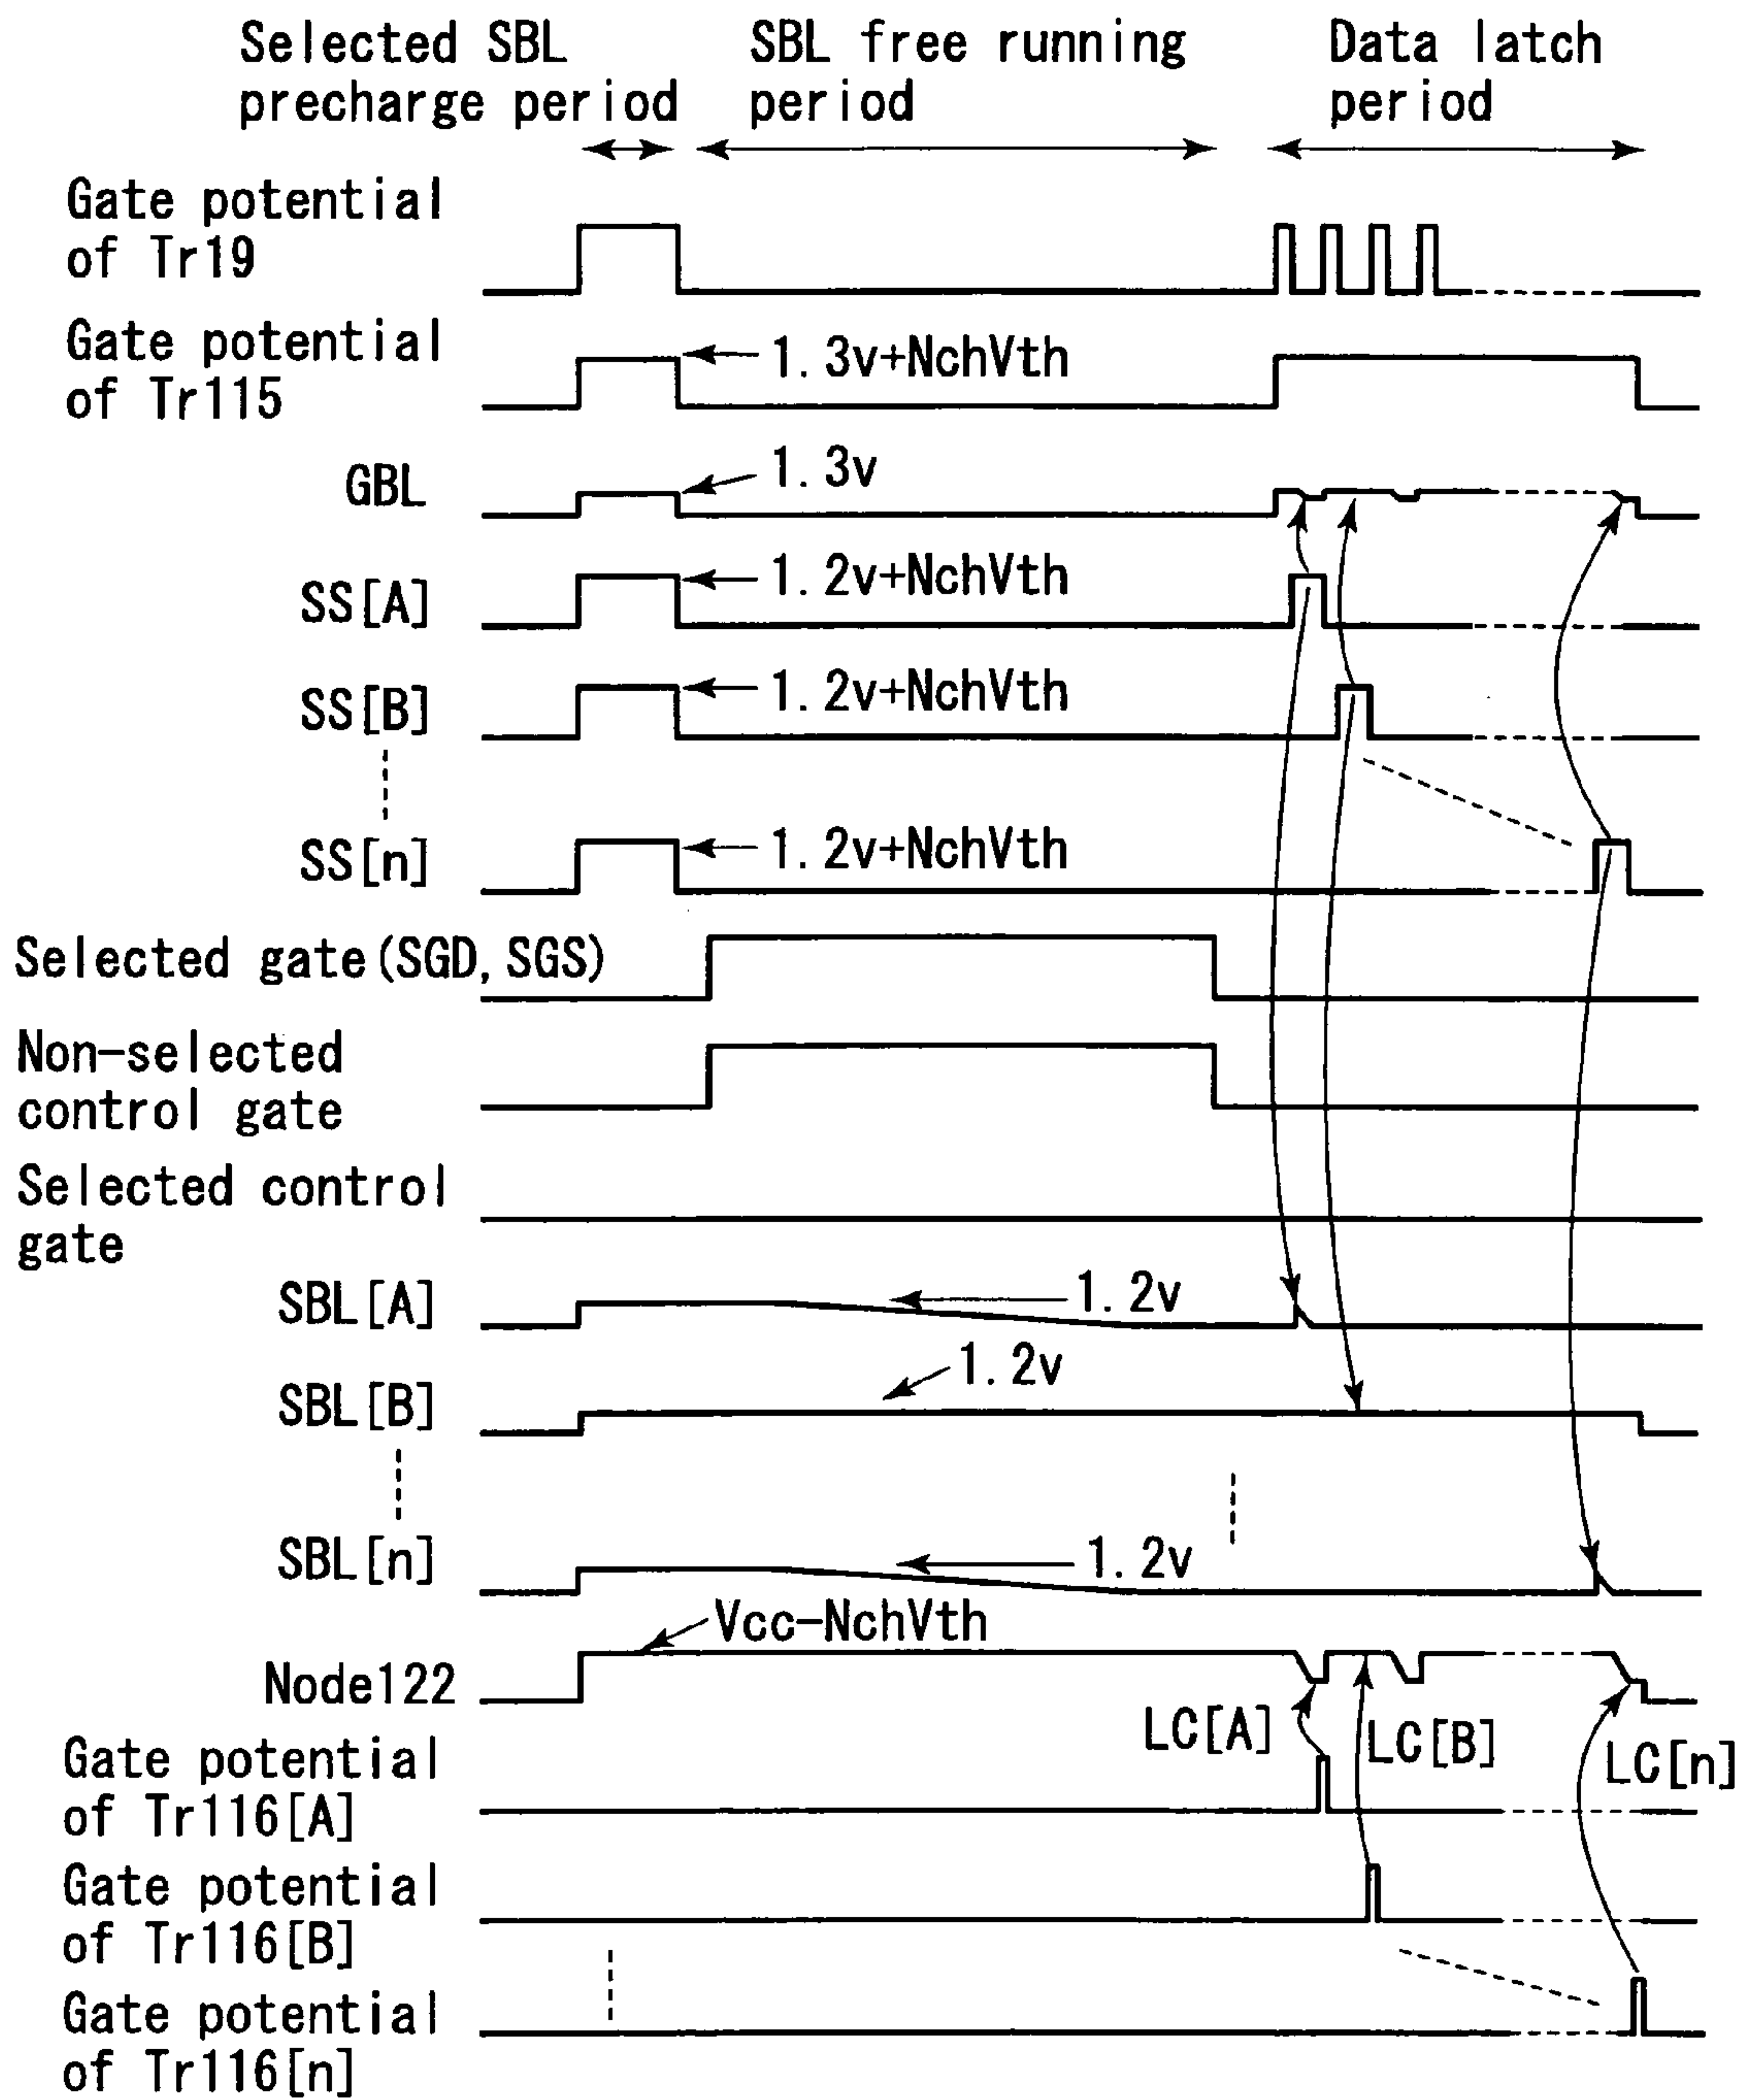 Selected SBL
precharge period
SBL free running
period
Data latch
period
Gate potential
of Tr19
Gate potential
of Tr115
1.3v+NchVth
GBL
1.3v
SS[A]
1.2v+NchVth
SS[B]
1.2v+NchVth
SS[n]
1.2v+NchVth
Selected gate(SGD,SGS)
Non-selected
control gate
Selected control
gate
SBL[A]
1.2v
SBL[B]
1.2v
SBL[n]
1.2v
Vcc-NchVth
Node122
LC[A]
LC[B]
LC[n]
Gate potential
of Tr116[A]
Gate potential
of Tr116[B]
Gate potential
of Tr116[n]